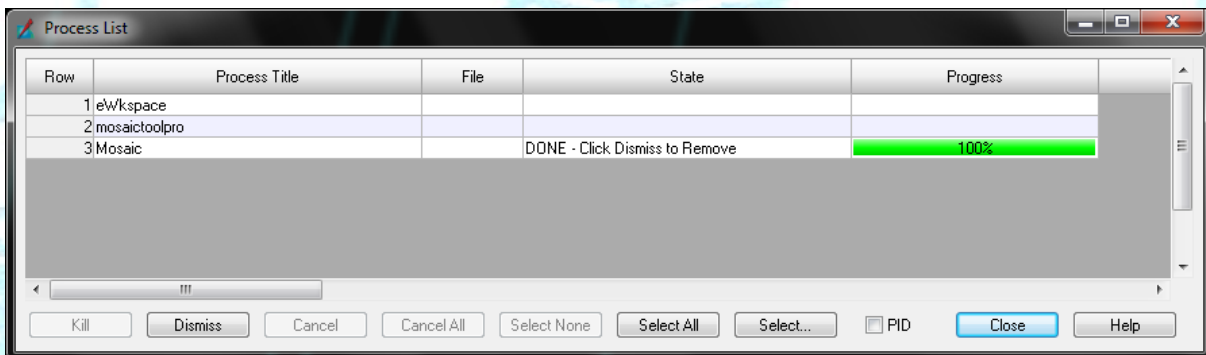 Process List
Row Process Title File State Progress
1 eWkspace
2 mosaictoolpro
3 Mosaic DONE - Click Dismiss to Remove 100%
Kill Dismiss Cancel Cancel All Select None Select All Select... PID Close Help